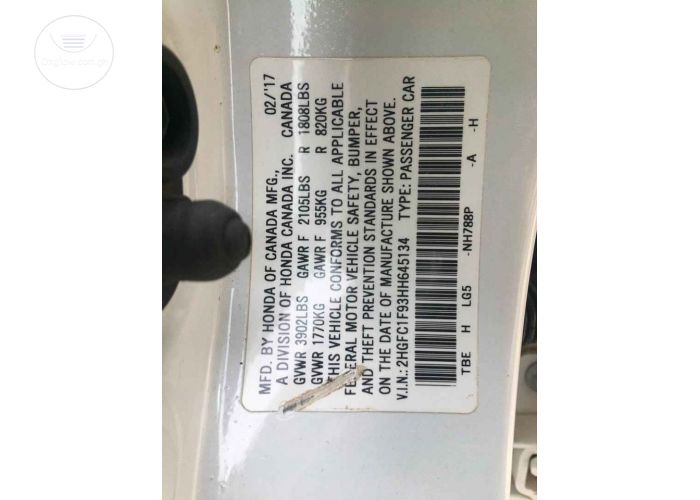 MFD. BY HONDA OF CANADA MFG., 02/'17
A DIVISION OF HONDA CANADA INC. CANADA
GVWR 3902LBS GAWR F 2105LBS R 1808LBS
GVWR 1770KG GAWR F 955KG R 820KG
THIS VEHICLE CONFORMS TO ALL APPLICABLE
FEDERAL MOTOR VEHICLE SAFETY, BUMPER,
AND THEFT PREVENTION STANDARDS IN EFFECT
ON THE DATE OF MANUFACTURE SHOWN ABOVE.
V.I.N.: 2HGFC1F93HH645134 TYPE: PASSENGER CAR
TBE H LG5 -NH788P -A -H